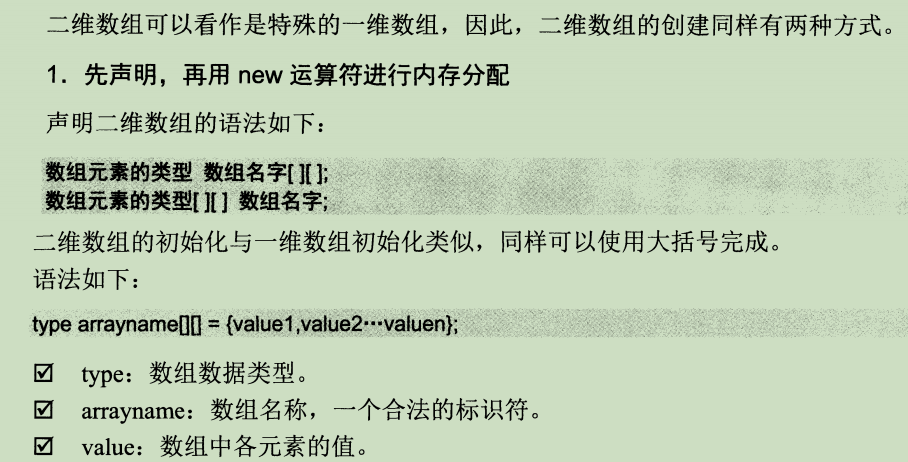 二维数组可以看作是特殊的一维数组，因此，二维数组的创建同样有两种方式。
1．先声明，再用 new 运算符进行内存分配
声明二维数组的语法如下：
数组元素的类型 数组名字[ ][ ];
数组元素的类型[ ][ ] 数组名字;
二维数组的初始化与一维数组初始化类似，同样可以使用大括号完成。
语法如下：
type arrayname[][] = {value1,value2…valuen};
☑ type：数组数据类型。
☑ arrayname：数组名称，一个合法的标识符。
☑ value：数组中各元素的值。